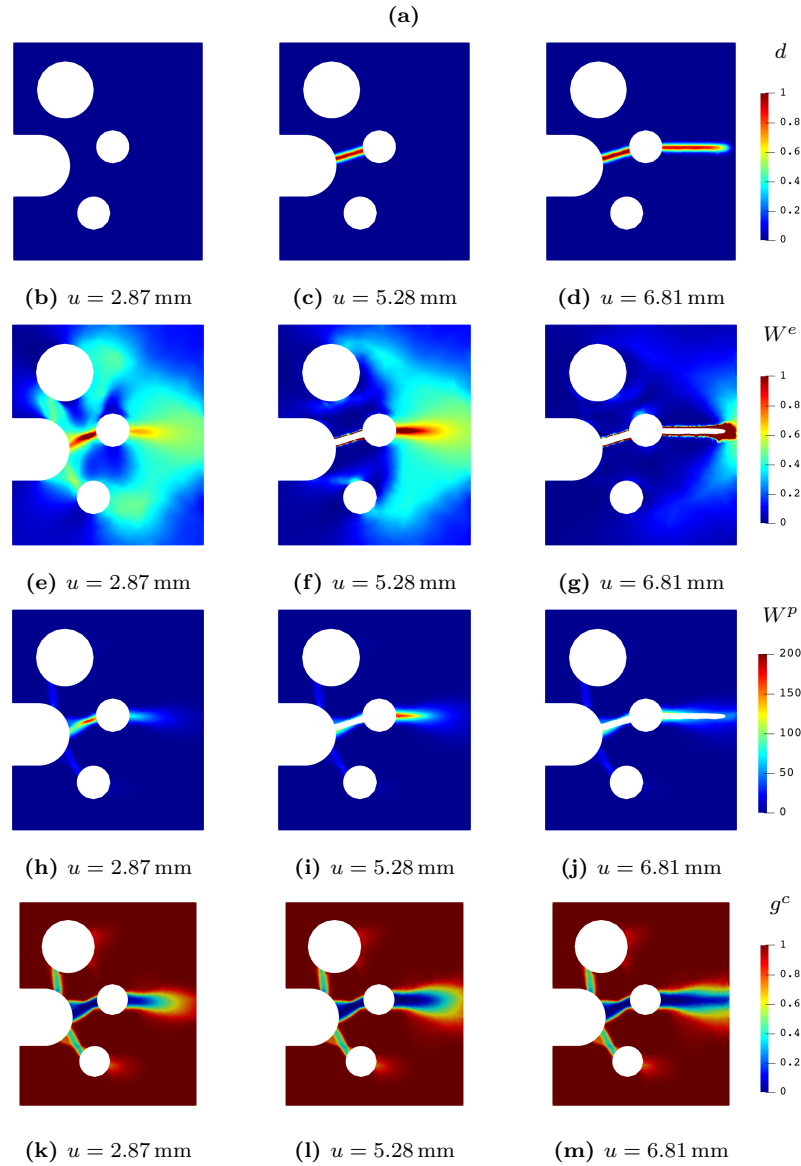 (a)
d
1
0.8
0.6
0.4
0.2
0
(b) u = 2.87 mm (c) u = 5.28 mm (d) u = 6.81 mm
W^e
1
0.8
0.6
0.4
0.2
0
(e) u = 2.87 mm (f) u = 5.28 mm (g) u = 6.81 mm
W^p
200
150
100
50
0
(h) u = 2.87 mm (i) u = 5.28 mm (j) u = 6.81 mm
g^c
1
0.8
0.6
0.4
0.2
0
(k) u = 2.87 mm (l) u = 5.28 mm (m) u = 6.81 mm